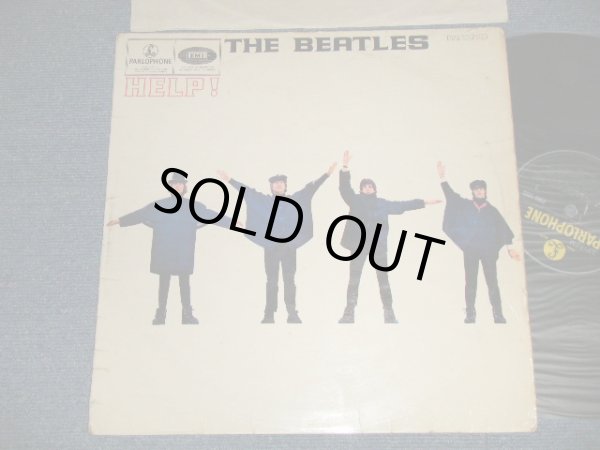 THE BEATLES
PARLOPHONE
EMI
HELP!
SOLD OUT
PARLOPHONE